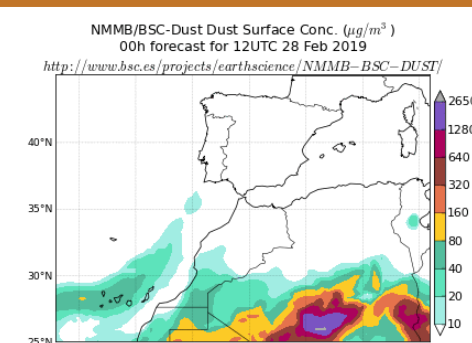 NMMB/BSC-Dust Dust Surface Conc. (μg/m³ )
00h forecast for 12UTC 28 Feb 2019
http://www.bsc.es/projects/earthscience/NMMB−BSC−DUST/
2650
1280
640
320
160
80
40
20
10
40°N
35°N
30°N
25°N